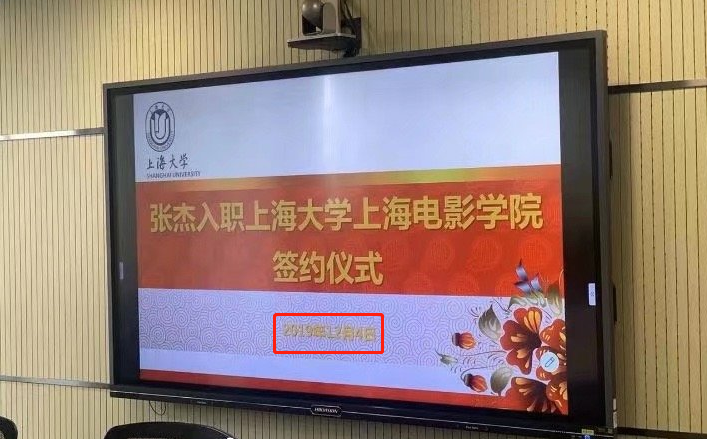 上海大学
SHANGHAI UNIVERSITY
张杰入职上海大学上海电影学院
签约仪式
2019年12月4日
HIKVISION